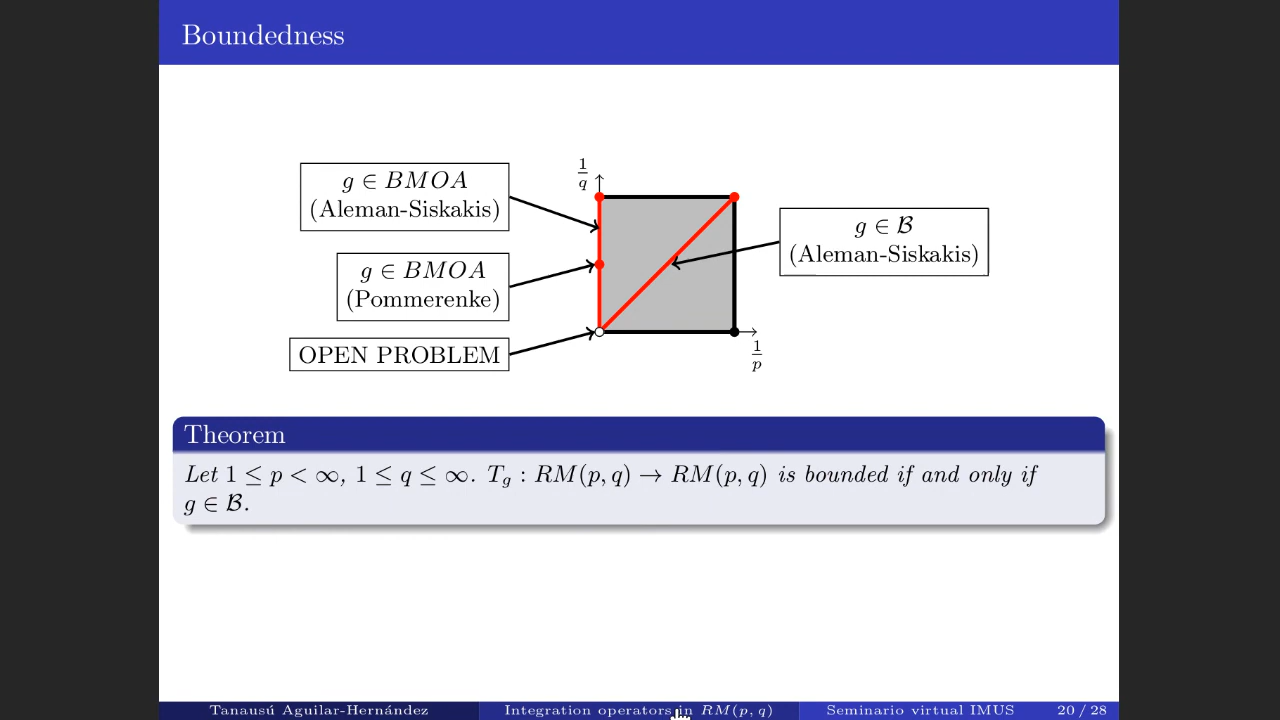 Boundedness
1/q
g ∈ BMOA
(Aleman-Siskakis)
g ∈ BMOA
(Pommerenke)
OPEN PROBLEM
g ∈ 𝓑
(Aleman-Siskakis)
1/p
Theorem
Let 1 ≤ p < ∞, 1 ≤ q ≤ ∞. T_g : RM(p, q) → RM(p, q) is bounded if and only if
g ∈ 𝓑.
Tanausú Aguilar-Hernández Integration operators in RM(p, q) Seminario virtual IMUS 20 / 28